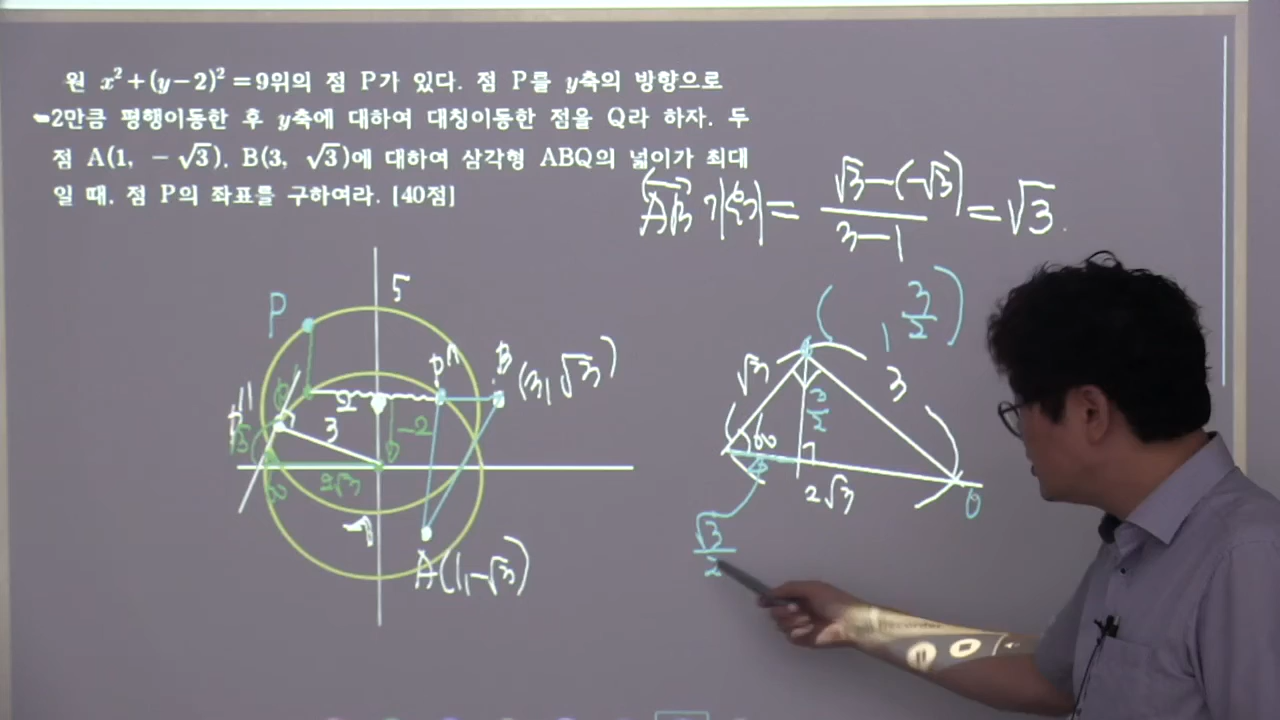 원 x²+(y−2)²=9위의 점 P가 있다. 점 P를 y축의 방향으로
−2만큼 평행이동한 후 y축에 대하여 대칭이동한 점을 Q라 하자. 두
점 A(1, −√3), B(3, √3)에 대하여 삼각형 ABQ의 넓이가 최대
일 때, 점 P의 좌표를 구하여라. [40점]
AB 기울기= √3−(−√3) / 3−1 = √3.
5
P
B (3, √3)
2
3
−2
2√3
A(1, −√3)
( , 3/2)
√3
3
3/2
60
2√3
0
√3/2